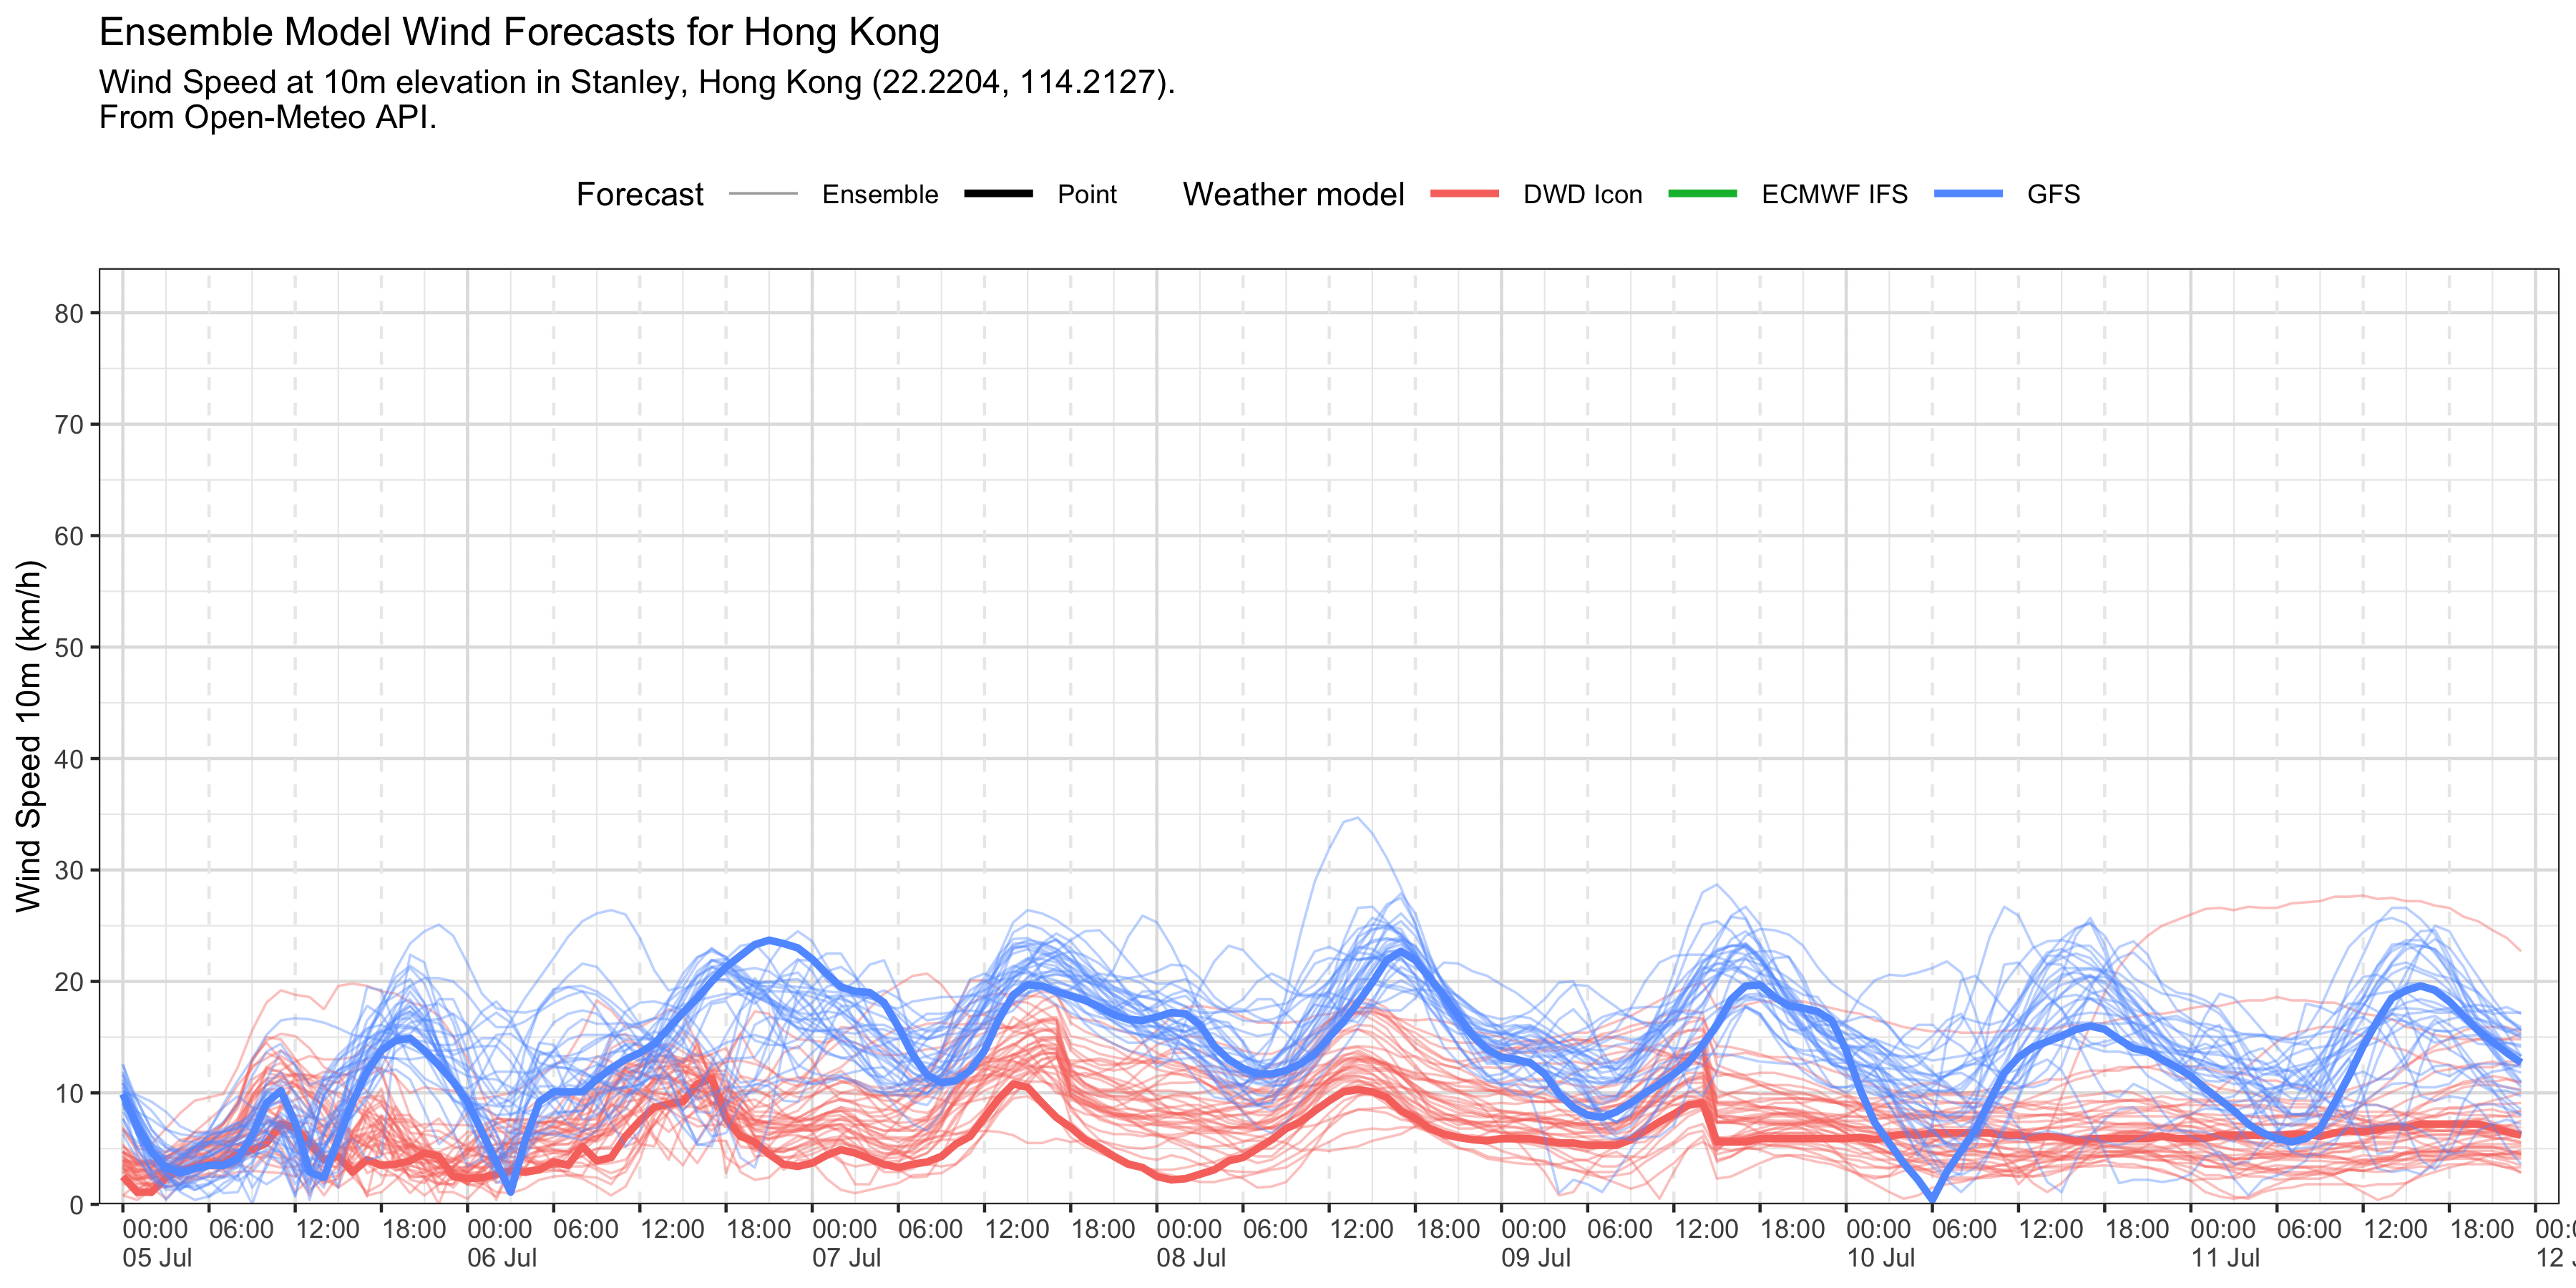 Ensemble Model Wind Forecasts for Hong Kong
Wind Speed at 10m elevation in Stanley, Hong Kong (22.2204, 114.2127).
From Open-Meteo API.
Forecast Ensemble Point Weather model DWD Icon ECMWF IFS GFS
Wind Speed 10m (km/h)
80
70
60
50
40
30
20
10
0
00:00 06:00 12:00 18:00 00:00 06:00 12:00 18:00 00:00 06:00 12:00 18:00 00:00 06:00 12:00 18:00 00:00 06:00 12:00 18:00 00:00 06:00 12:00 18:00 00:00 06:00 12:00 18:00
05 Jul 06 Jul 07 Jul 08 Jul 09 Jul 10 Jul 11 Jul 12